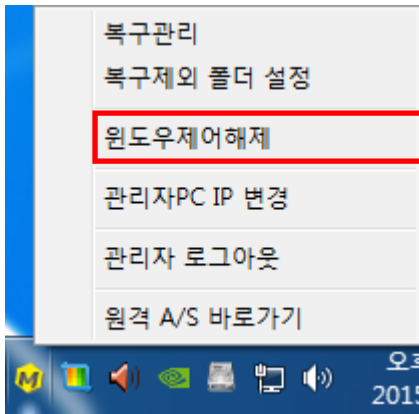 복구관리
복구제외 폴더 설정
윈도우제어해제
관리자PC IP 변경
관리자 로그아웃
원격 A/S 바로가기
M
2015